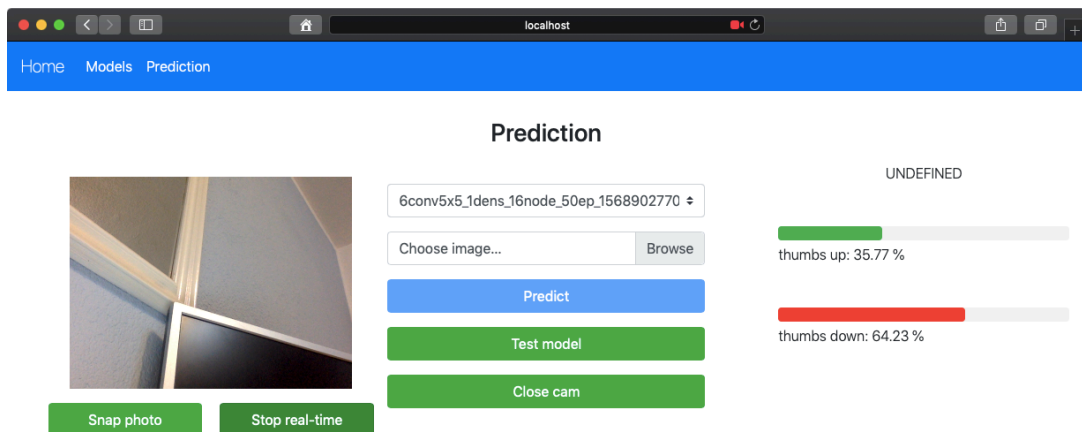 localhost
Home Models Prediction
Prediction
UNDEFINED
6conv5x5_1dens_16node_50ep_1568902770
Choose image... Browse
thumbs up: 35.77 %
Predict
thumbs down: 64.23 %
Test model
Close cam
Snap photo Stop real-time